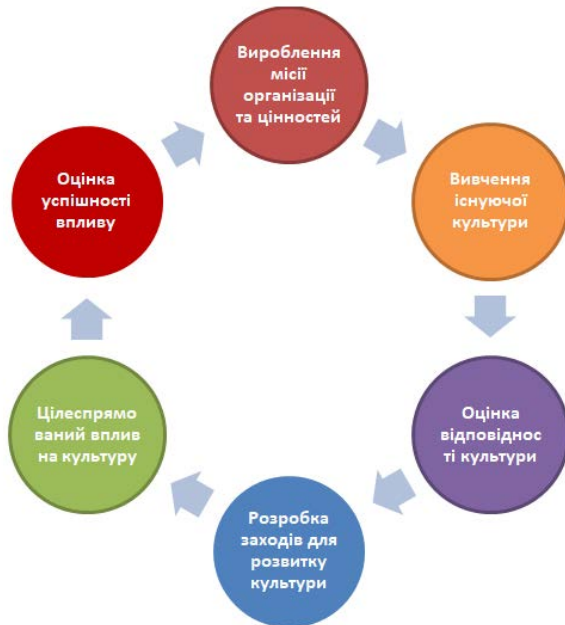 Вироблення
місії
організації
та цінностей
Вивчення
існуючої
культури
Оцінка
відповіднос
ті культури
Розробка
заходів для
розвитку
культури
Цілеспрямо
ваний вплив
на культуру
Оцінка
успішності
впливу